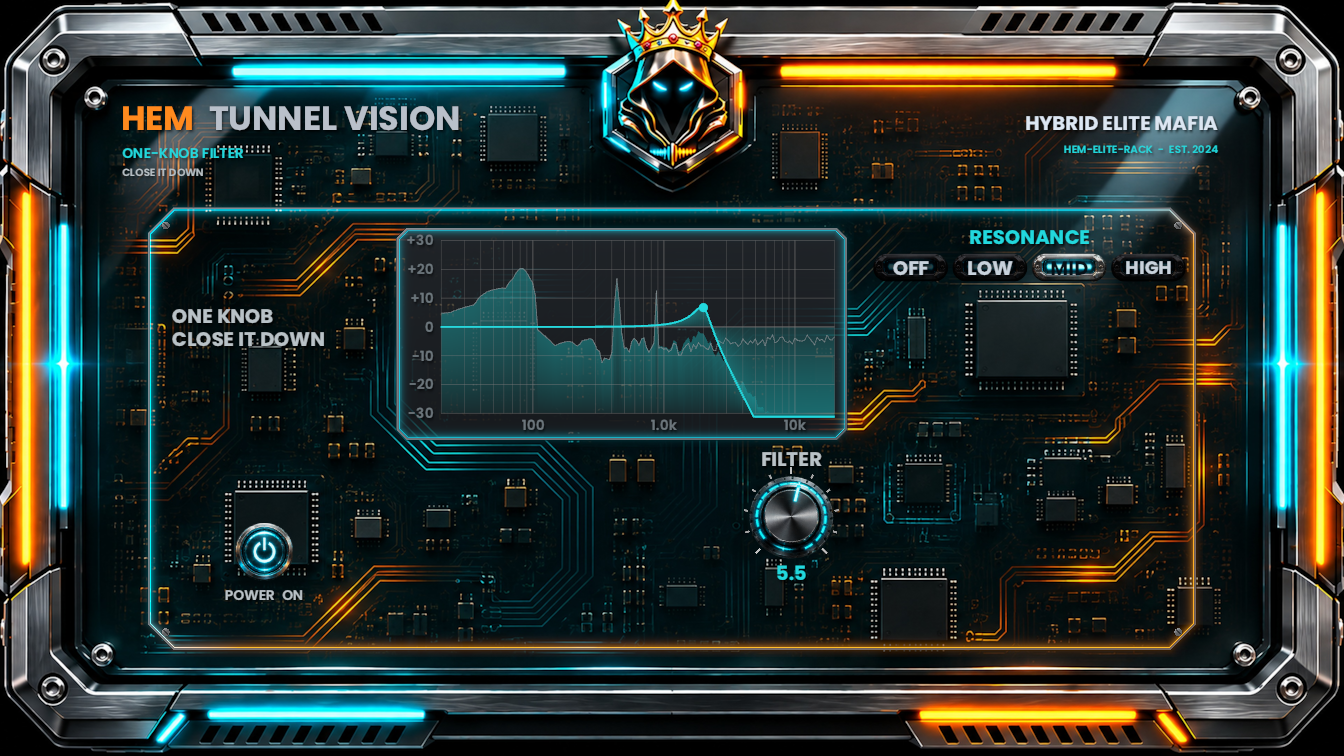 HEM TUNNEL VISION
ONE-KNOB FILTER
CLOSE IT DOWN
HYBRID ELITE MAFIA
HEM-ELITE-RACK - EST. 2024
RESONANCE
OFF LOW MID HIGH
+30
+20
+10
0
-10
-20
-30
100 1.0k 10k
ONE KNOB
CLOSE IT DOWN
FILTER
5.5
POWER ON